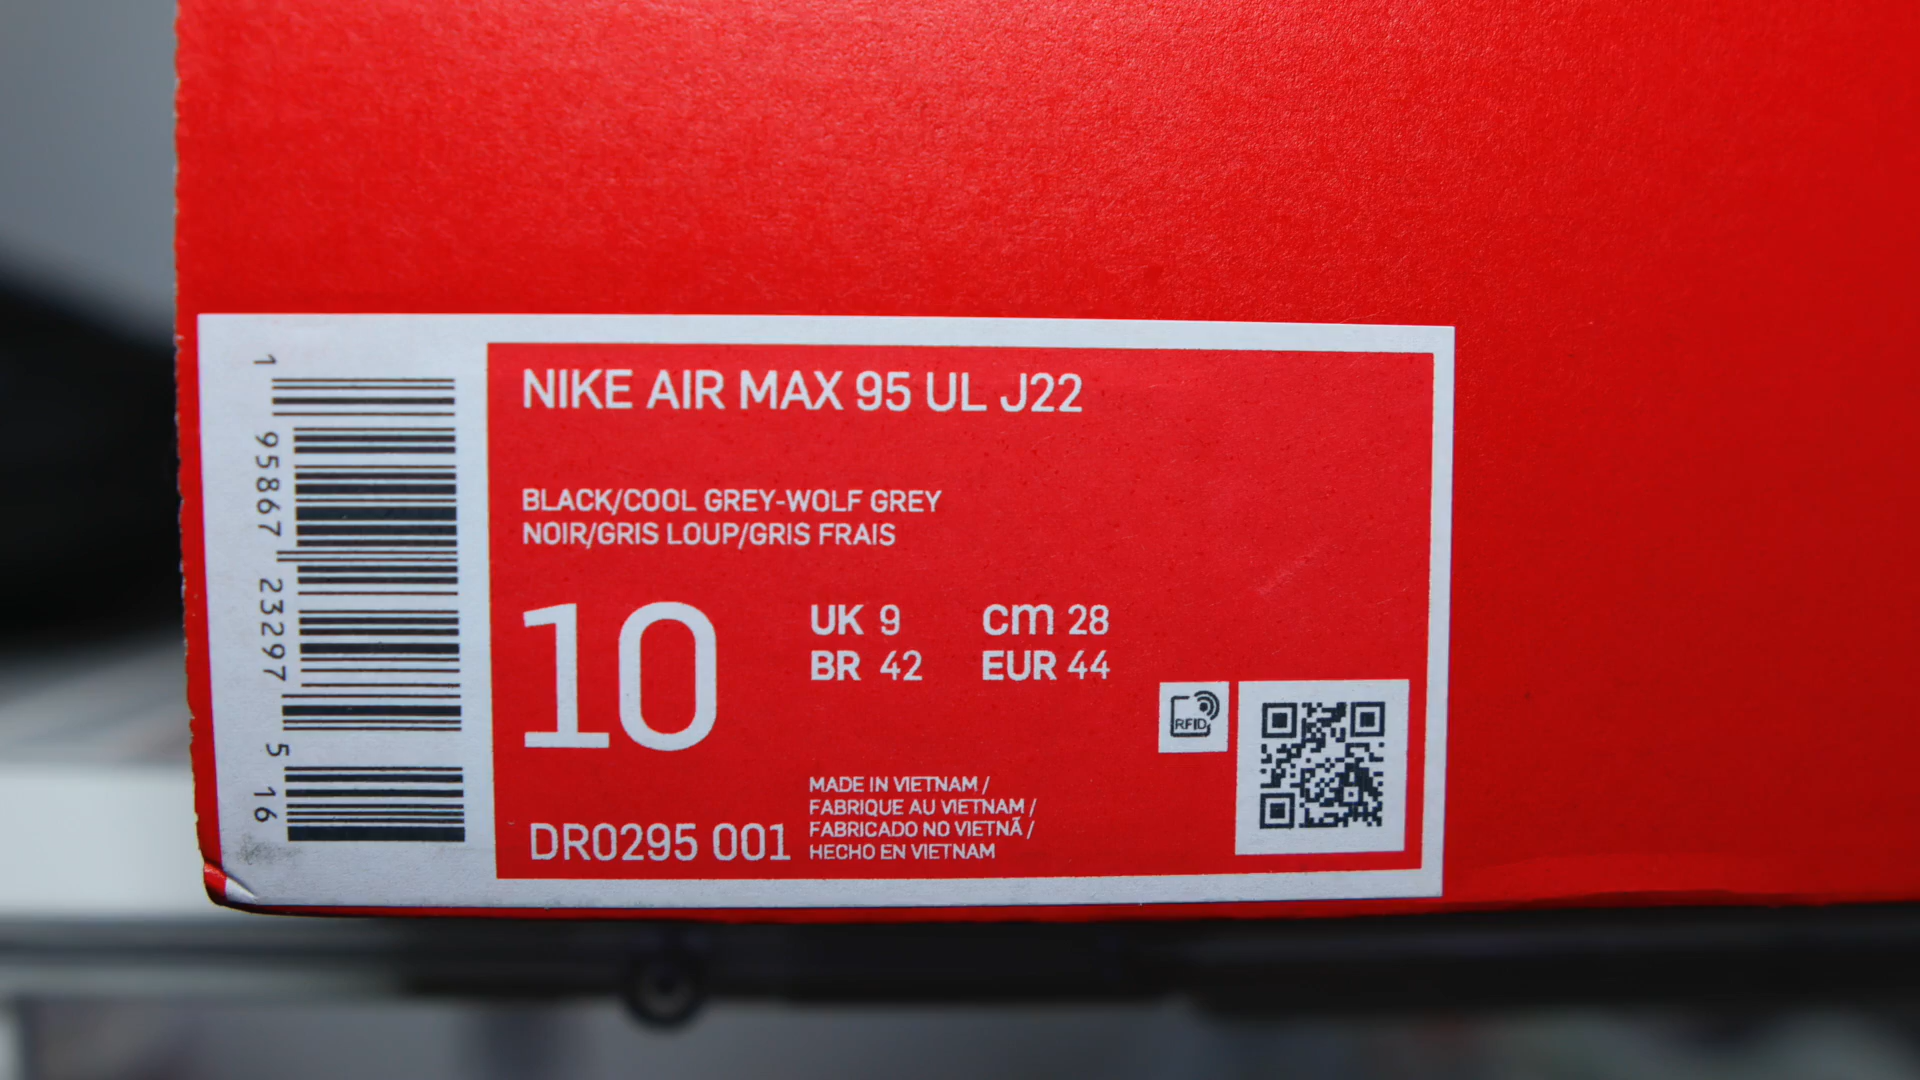 NIKE AIR MAX 95 UL J22
BLACK/COOL GREY-WOLF GREY
NOIR/GRIS LOUP/GRIS FRAIS
10
UK 9 cm 28
BR 42 EUR 44
RFID
MADE IN VIETNAM /
FABRIQUE AU VIETNAM /
FABRICADO NO VIETNÃ /
HECHO EN VIETNAM
DR0295 001
1 95867 23297 5 16